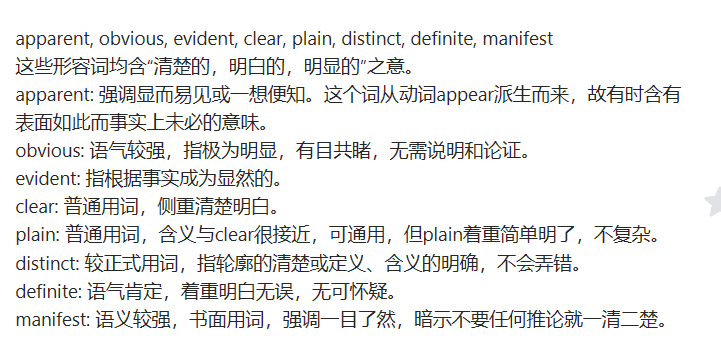 apparent, obvious, evident, clear, plain, distinct, definite, manifest
这些形容词均含“清楚的，明白的，明显的”之意。
apparent: 强调显而易见或一想便知。这个词从动词appear派生而来，故有时含有
表面如此而事实上未必的意味。
obvious: 语气较强，指极为明显，有目共睹，无需说明和论证。
evident: 指根据事实成为显然的。
clear: 普通用词，侧重清楚明白。
plain: 普通用词，含义与clear很接近，可通用，但plain着重简单明了，不复杂。
distinct: 较正式用词，指轮廓的清楚或定义、含义的明确，不会弄错。
definite: 语气肯定，着重明白无误，无可怀疑。
manifest: 语义较强，书面用词，强调一目了然，暗示不要任何推论就一清二楚。